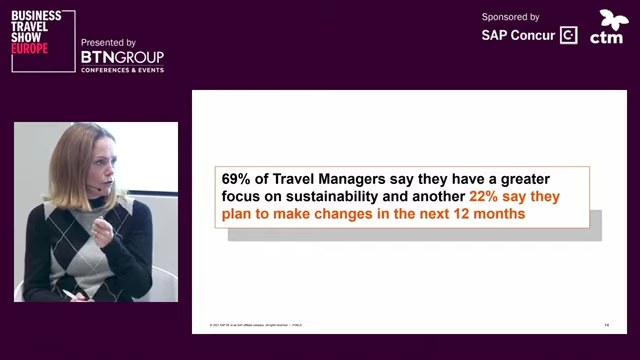 BUSINESS
TRAVEL
SHOW
EUROPE
Presented by
BTNGROUP
CONFERENCES & EVENTS
Sponsored by
SAP Concur
ctm
69% of Travel Managers say they have a greater
focus on sustainability and another 22% say they
plan to make changes in the next 12 months
14